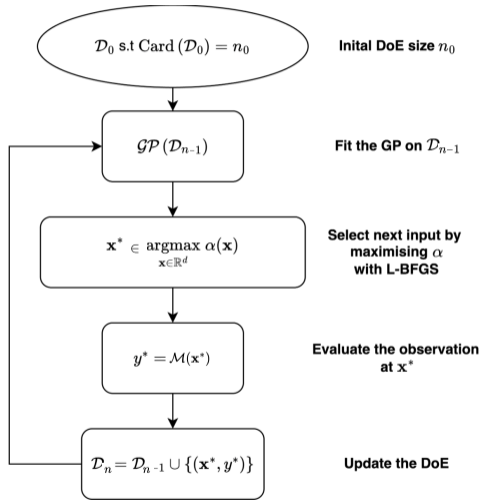 𝒟₀ s.t Card (𝒟₀) = n₀
Inital DoE size n₀
𝒢𝒫 (𝒟ₙ₋₁)
Fit the GP on 𝒟ₙ₋₁
x* ∈ argmax α(x)
x∈ℝᵈ
Select next input by
maximising α
with L-BFGS
y* = ℳ(x*)
Evaluate the observation
at x*
𝒟ₙ = 𝒟ₙ₋₁ ∪ {(x*, y*)}
Update the DoE